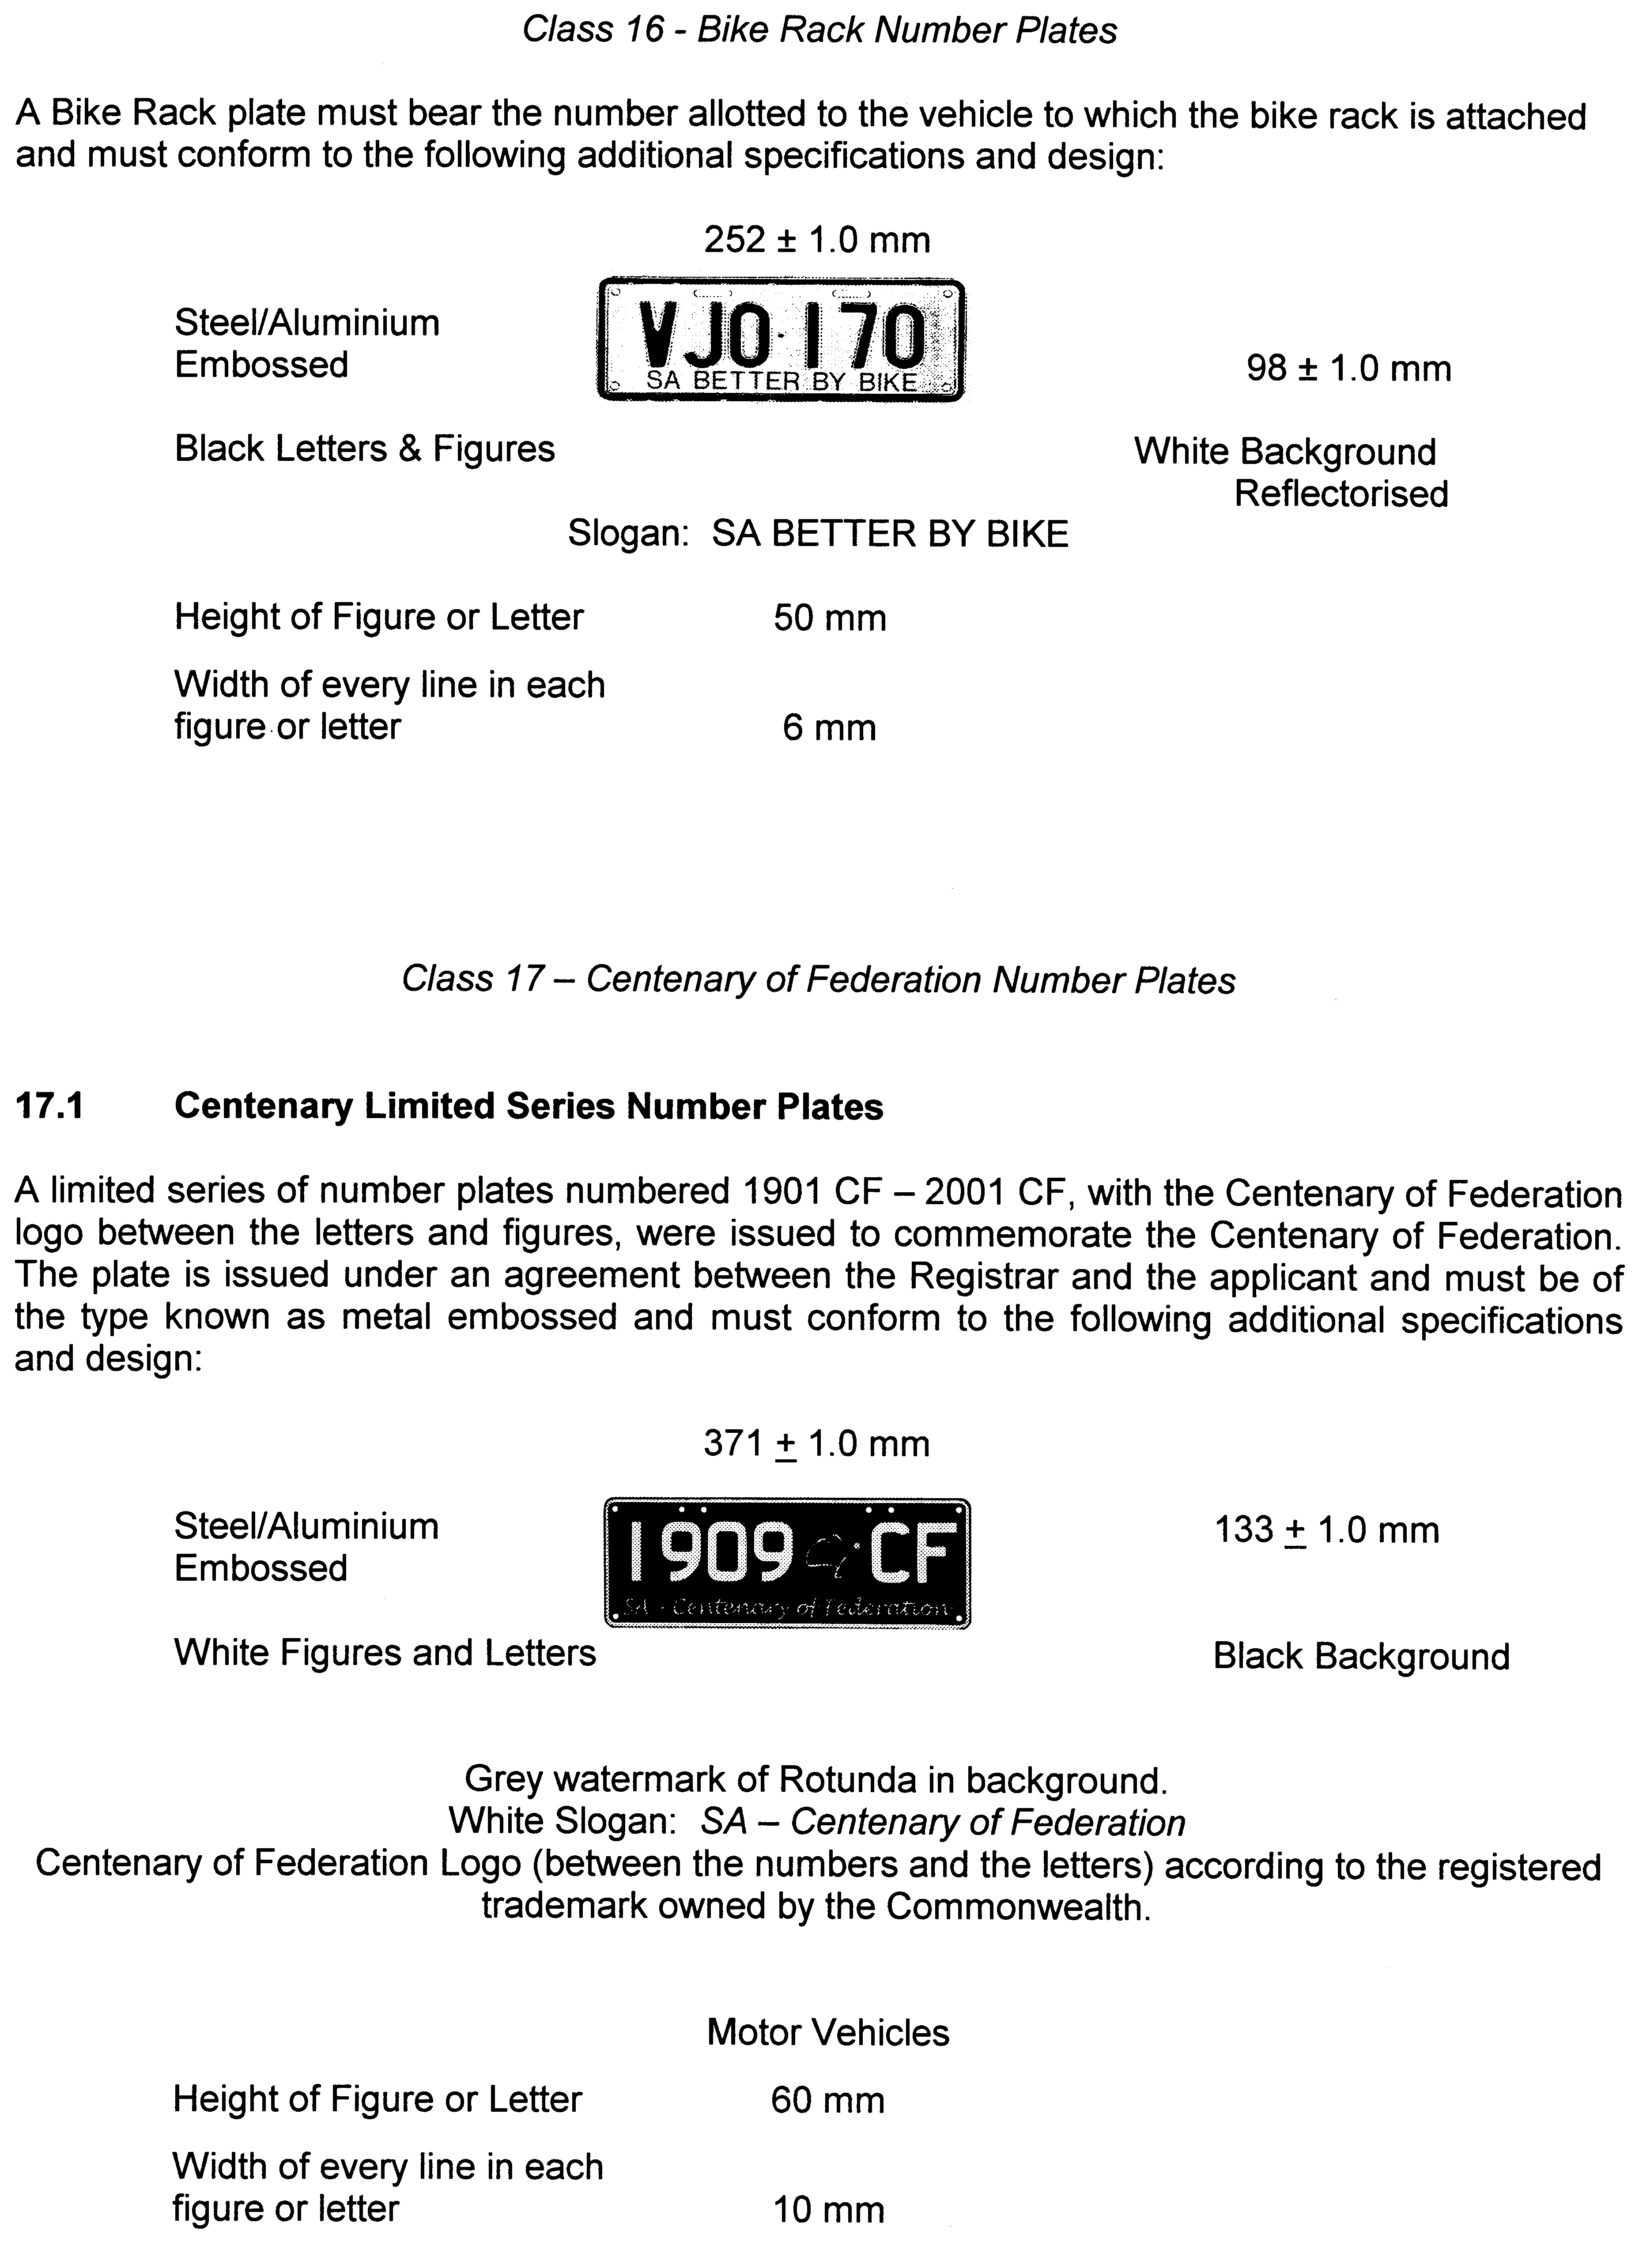 Class 16 - Bike Rack Number Plates
A Bike Rack plate must bear the number allotted to the vehicle to which the bike rack is attached
and must conform to the following additional specifications and design:
252 ± 1.0 mm
Steel/Aluminium
Embossed
VJO·170
SA BETTER BY BIKE
98 ± 1.0 mm
Black Letters & Figures
White Background
Reflectorised
Slogan: SA BETTER BY BIKE
Height of Figure or Letter 50 mm
Width of every line in each
figure or letter 6 mm
Class 17 – Centenary of Federation Number Plates
17.1 Centenary Limited Series Number Plates
A limited series of number plates numbered 1901 CF – 2001 CF, with the Centenary of Federation
logo between the letters and figures, were issued to commemorate the Centenary of Federation.
The plate is issued under an agreement between the Registrar and the applicant and must be of
the type known as metal embossed and must conform to the following additional specifications
and design:
371 ± 1.0 mm
Steel/Aluminium
Embossed
1909 CF
SA - Centenary of Federation
133 ± 1.0 mm
White Figures and Letters
Black Background
Grey watermark of Rotunda in background.
White Slogan: SA – Centenary of Federation
Centenary of Federation Logo (between the numbers and the letters) according to the registered
trademark owned by the Commonwealth.
Motor Vehicles
Height of Figure or Letter 60 mm
Width of every line in each
figure or letter 10 mm